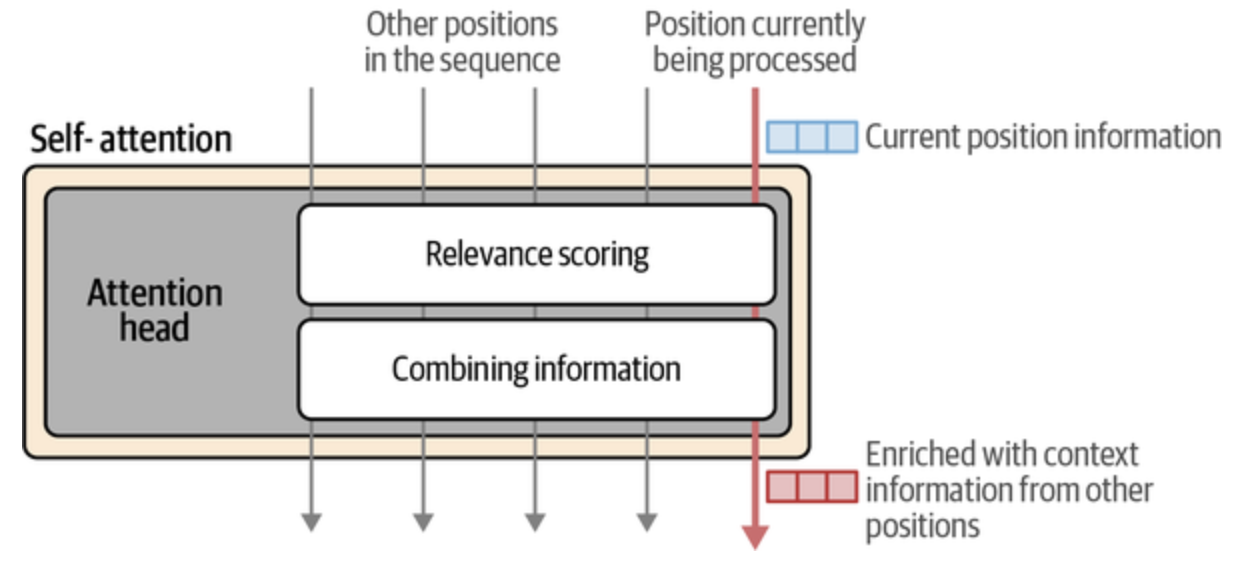 Other positions
in the sequence
Position currently
being processed
Self- attention
Current position information
Relevance scoring
Attention
head
Combining information
Enriched with context
information from other
positions